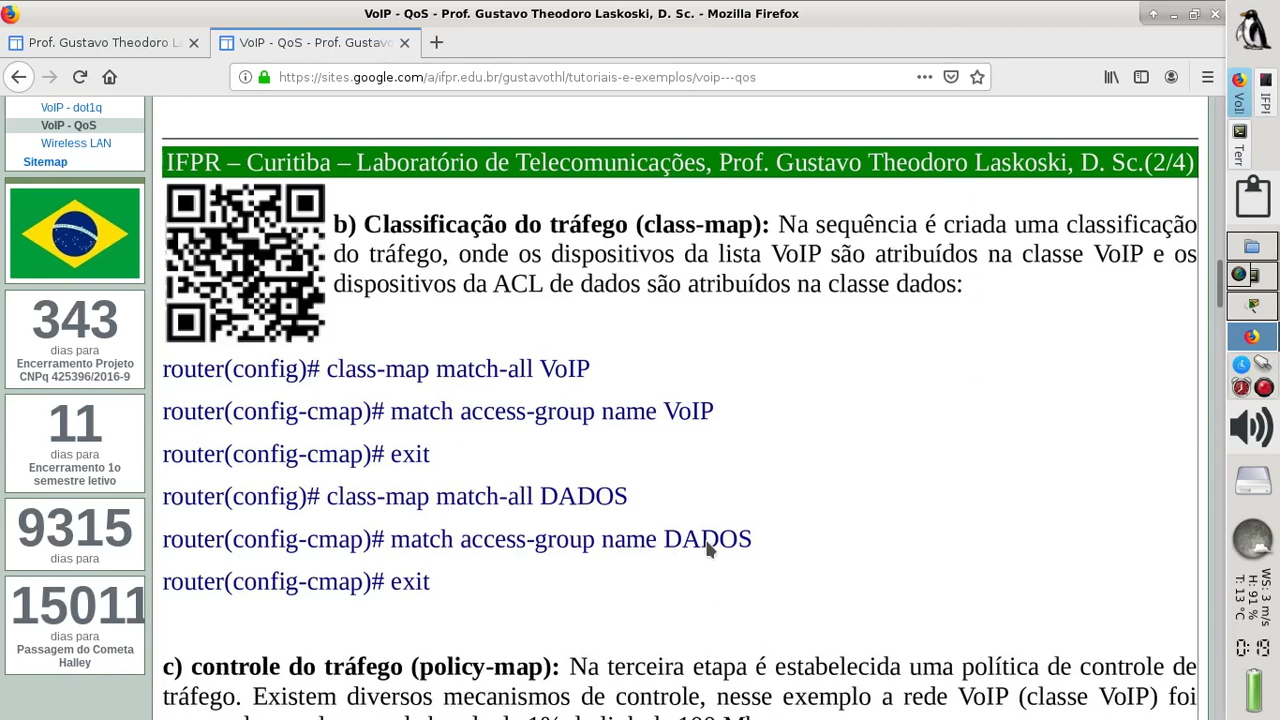 VoIP - QoS - Prof. Gustavo Theodoro Laskoski, D. Sc. - Mozilla Firefox
Prof. Gustavo Theodoro L
VoIP - QoS - Prof. Gustavo
https://sites.google.com/a/ifpr.edu.br/gustavothl/tutoriais-e-exemplos/voip---qos
VoIP - dot1q
VoIP - QoS
Wireless LAN
Sitemap
343
dias para
Encerramento Projeto
CNPq 425396/2016-9
11
dias para
Encerramento 1o
semestre letivo
9315
dias para
15011
dias para
Passagem do Cometa
Halley
IFPR – Curitiba – Laboratório de Telecomunicações, Prof. Gustavo Theodoro Laskoski, D. Sc.(2/4)
b) Classificação do tráfego (class-map): Na sequência é criada uma classificação
do tráfego, onde os dispositivos da lista VoIP são atribuídos na classe VoIP e os
dispositivos da ACL de dados são atribuídos na classe dados:
router(config)# class-map match-all VoIP
router(config-cmap)# match access-group name VoIP
router(config-cmap)# exit
router(config)# class-map match-all DADOS
router(config-cmap)# match access-group name DADOS
router(config-cmap)# exit
c) controle do tráfego (policy-map): Na terceira etapa é estabelecida uma política de controle de
tráfego. Existem diversos mecanismos de controle, nesse exemplo a rede VoIP (classe VoIP) foi
VoII
IFPI
Terr
WS: 3 m/s
H: 91 %
T: 13 °C